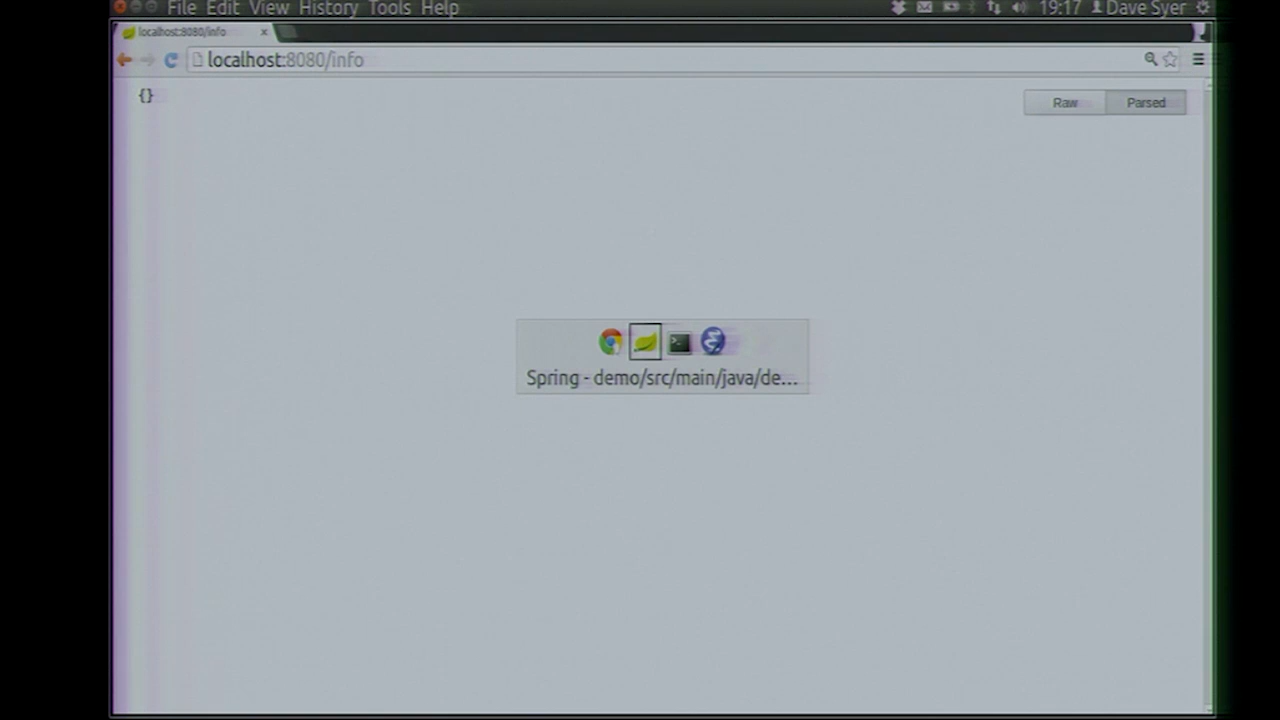 File Edit View History Tools Help 19:17 Dave Syer
localhost:8080/info
localhost:8080/info
{}
Raw Parsed
Spring - demo/src/main/java/de...